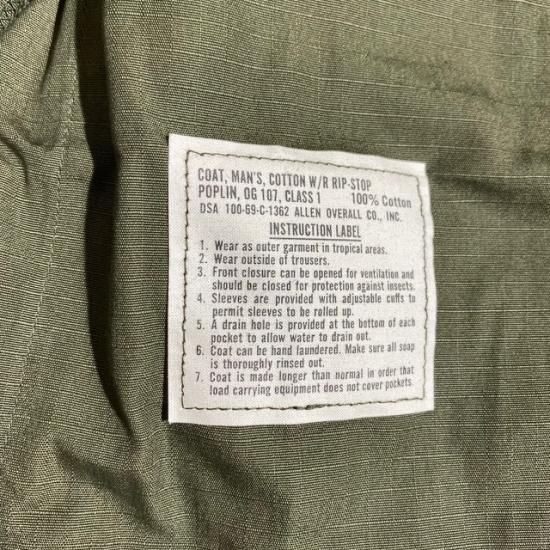 COAT, MAN'S, COTTON W/R RIP-STOP
POPLIN, OG 107, CLASS 1 100% Cotton
DSA 100-69-C-1362 ALLEN OVERALL CO., INC.
INSTRUCTION LABEL
1. Wear as outer garment in tropical areas.
2. Wear outside of trousers.
3. Front closure can be opened for ventilation and
should be closed for protection against insects.
4. Sleeves are provided with adjustable cuffs to
permit sleeves to be rolled up.
5. A drain hole is provided at the bottom of each
pocket to allow water to drain out.
6. Coat can be hand laundered. Make sure all soap
is thoroughly rinsed out.
7. Coat is made longer than normal in order that
load carrying equipment does not cover pockets.